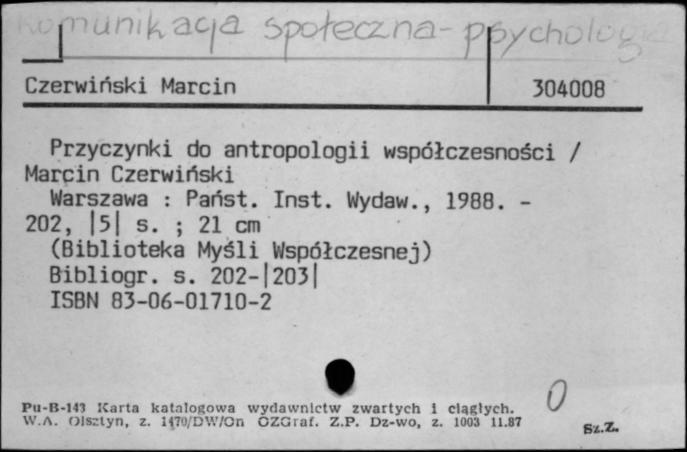 komunikacja społeczna - psychologia
Czerwiński Marcin 304008
Przyczynki do antropologii współczesności /
Marcin Czerwiński
Warszawa : Państ. Inst. Wydaw., 1988. -
202, |5| s. ; 21 cm
(Biblioteka Myśli Współczesnej)
Bibliogr. s. 202-|203|
ISBN 83-06-01710-2
0
Pu-B-143 Karta katalogowa wydawnictw zwartych i ciągłych.
W.A. Olsztyn, z. 1470/DW/On OZGraf. Z.P. Dz-wo, z. 1003 11.87
Sz.Z.